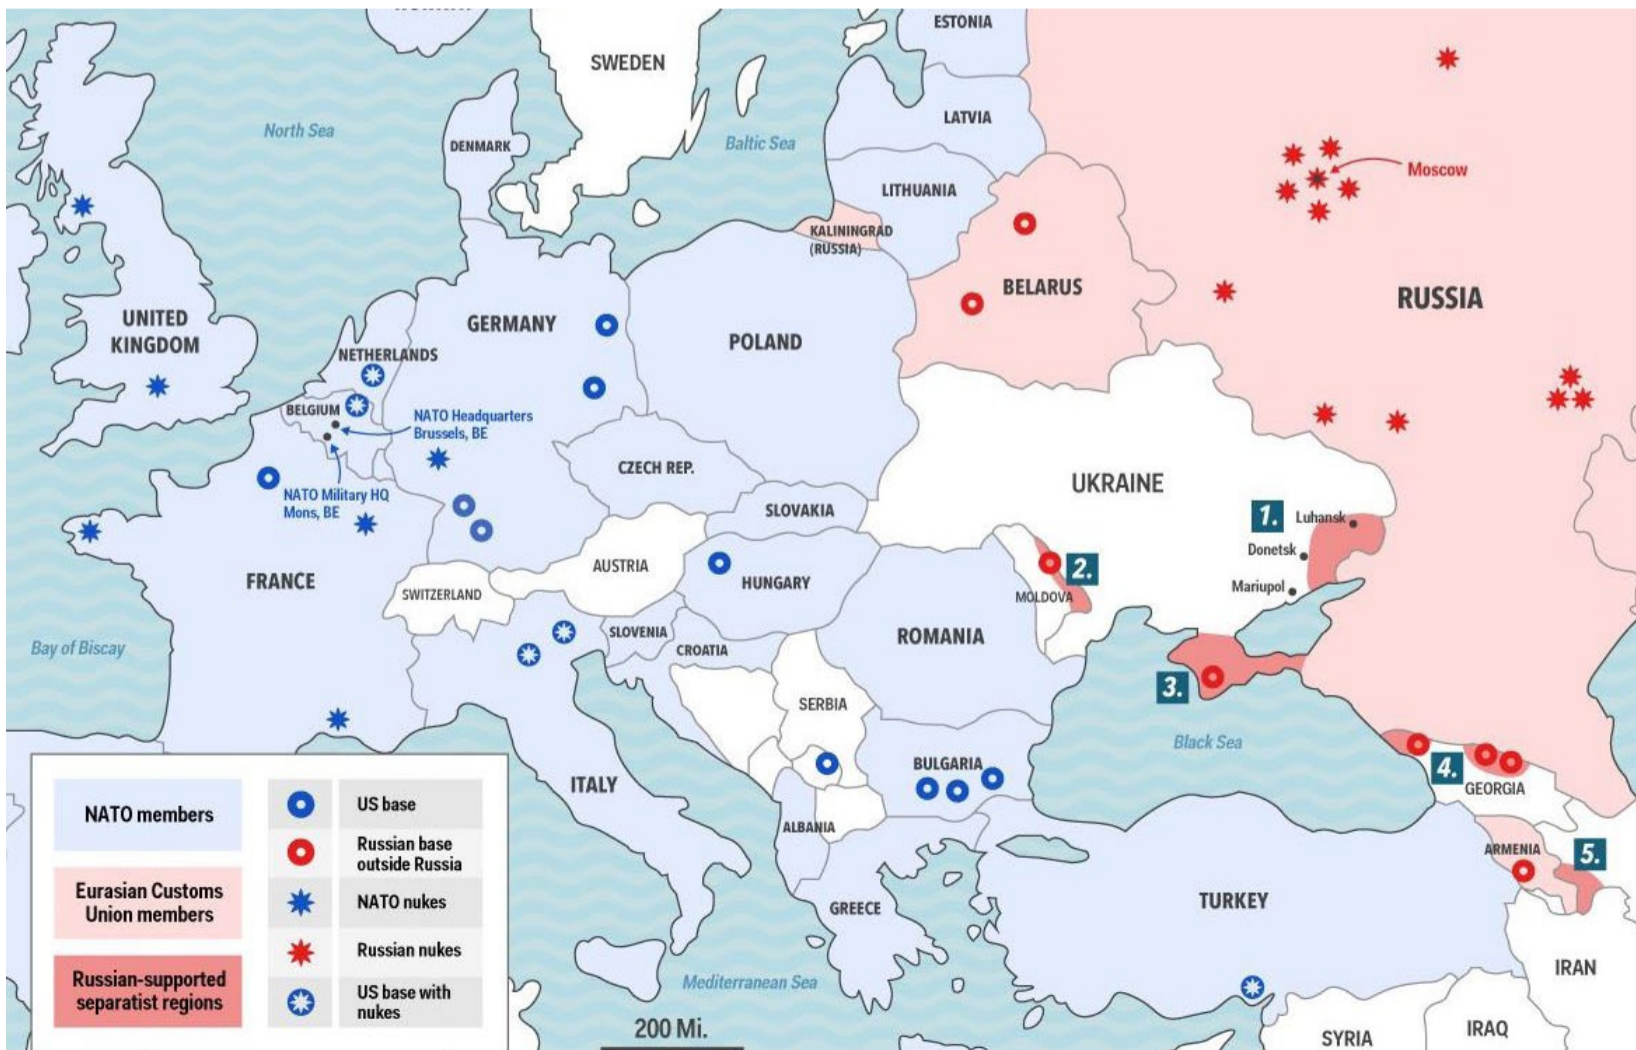 ESTONIA
SWEDEN
LATVIA
North Sea
Baltic Sea
DENMARK
Moscow
LITHUANIA
KALININGRAD
(RUSSIA)
BELARUS
RUSSIA
UNITED
KINGDOM
GERMANY
POLAND
NETHERLANDS
BELGIUM
NATO Headquarters
Brussels, BE
CZECH REP.
UKRAINE
NATO Military HQ
Mons, BE
SLOVAKIA
1.
Luhansk
Donetsk
FRANCE
AUSTRIA
HUNGARY
2.
MOLDOVA
Mariupol
SWITZERLAND
SLOVENIA
ROMANIA
Bay of Biscay
CROATIA
3.
SERBIA
Black Sea
BULGARIA
4.
GEORGIA
ITALY
ALBANIA
ARMENIA
5.
GREECE
TURKEY
IRAN
Mediterranean Sea
200 Mi.
SYRIA
IRAQ
NATO members
Eurasian Customs
Union members
Russian-supported
separatist regions
US base
Russian base
outside Russia
NATO nukes
Russian nukes
US base with
nukes